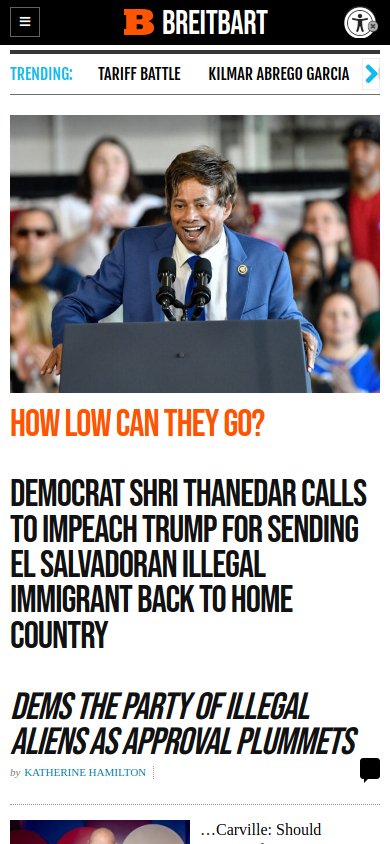 BREITBART
TRENDING: TARIFF BATTLE KILMAR ABREGO GARCIA
HOW LOW CAN THEY GO?
DEMOCRAT SHRI THANEDAR CALLS
TO IMPEACH TRUMP FOR SENDING
EL SALVADORAN ILLEGAL
IMMIGRANT BACK TO HOME
COUNTRY
DEMS THE PARTY OF ILLEGAL
ALIENS AS APPROVAL PLUMMETS
by KATHERINE HAMILTON
…Carville: Should